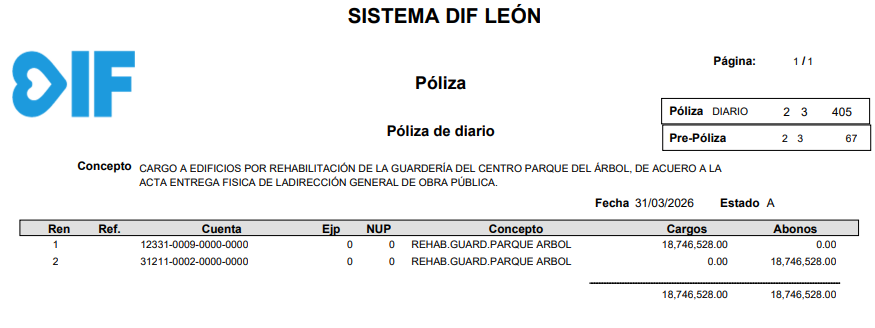 SISTEMA DIF LEÓN
DIF
Página: 1 / 1
Póliza
Póliza DIARIO 2 3 405
Póliza de diario
Pre-Póliza 2 3 67
Concepto CARGO A EDIFICIOS POR REHABILITACIÓN DE LA GUARDERÍA DEL CENTRO PARQUE DEL ÁRBOL, DE ACUERO A LA
ACTA ENTREGA FISICA DE LADIRECCIÓN GENERAL DE OBRA PÚBLICA.
Fecha 31/03/2026 Estado A
Ren Ref. Cuenta Ejp NUP Concepto Cargos Abonos
1 12331-0009-0000-0000 0 0 REHAB.GUARD.PARQUE ARBOL 18,746,528.00 0.00
2 31211-0002-0000-0000 0 0 REHAB.GUARD.PARQUE ARBOL 0.00 18,746,528.00
18,746,528.00 18,746,528.00